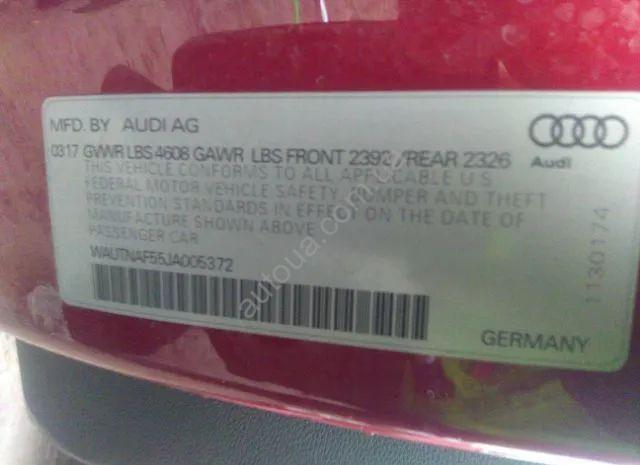 MFD. BY AUDI AG
0317 GVWR LBS 4608 GAWR LBS FRONT 2392 /REAR 2326
Audi
THIS VEHICLE CONFORMS TO ALL APPLICABLE U S
FEDERAL MOTOR VEHICLE SAFETY, BUMPER AND THEFT
PREVENTION STANDARDS IN EFFECT ON THE DATE OF
MANUFACTURE SHOWN ABOVE
PASSENGER CAR
WAUTNAF55JA005372
1130174
GERMANY
autoua.com.ua